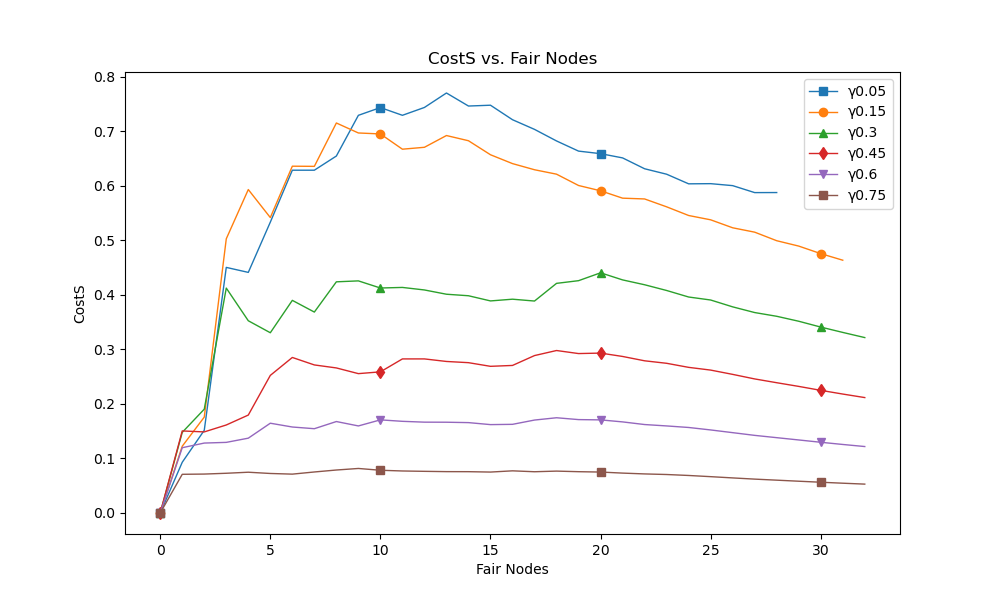 CostS vs. Fair Nodes
CostS
0.8
0.7
0.6
0.5
0.4
0.3
0.2
0.1
0.0
0 5 10 15 20 25 30
Fair Nodes
γ0.05
γ0.15
γ0.3
γ0.45
γ0.6
γ0.75